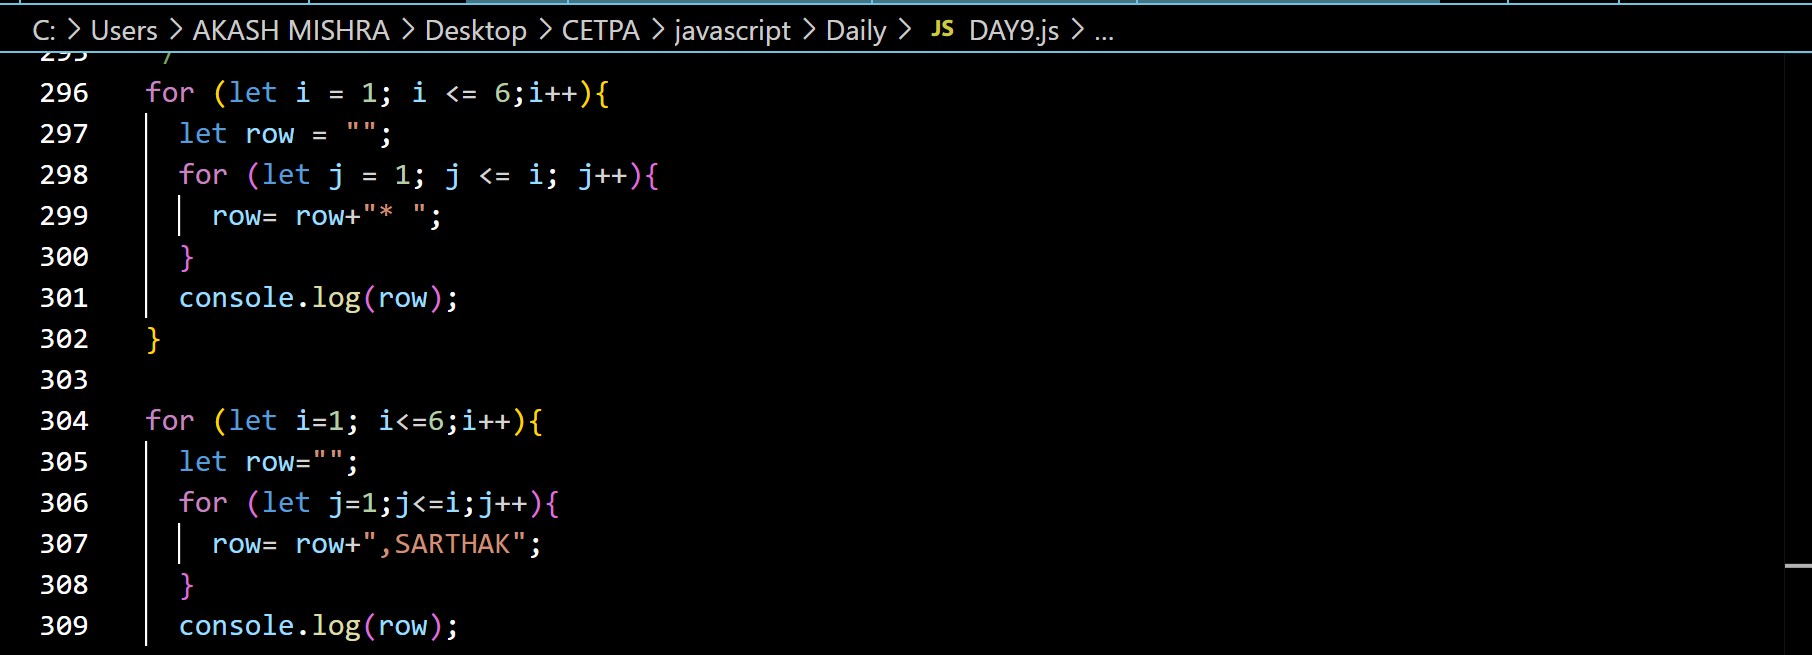 C: > Users > AKASH MISHRA > Desktop > CETPA > javascript > Daily > JS DAY9.js > ...
295 /
296 for (let i = 1; i <= 6;i++){
297 let row = "";
298 for (let j = 1; j <= i; j++){
299 row= row+"* ";
300 }
301 console.log(row);
302 }
303
304 for (let i=1; i<=6;i++){
305 let row="";
306 for (let j=1;j<=i;j++){
307 row= row+",SARTHAK";
308 }
309 console.log(row);